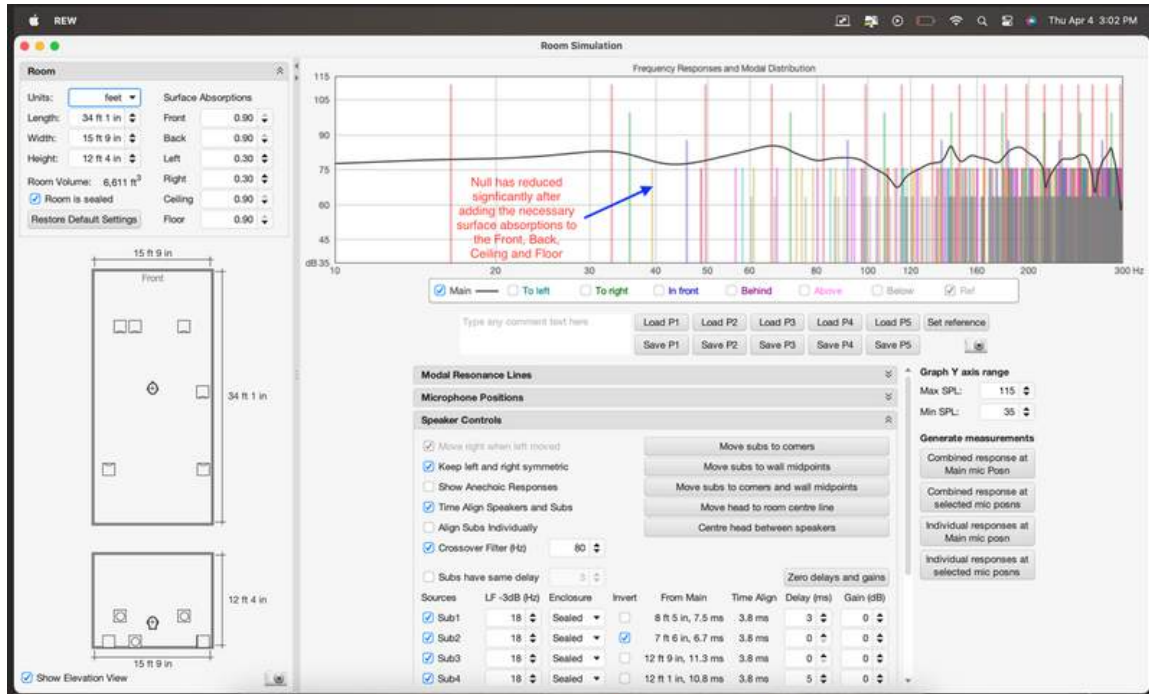 REW
Thu Apr 4 3:02 PM
Room Simulation
Room
Units: feet
Surface Absorptions
Length: 34 ft 1 in
Front 0.90
Width: 15 ft 9 in
Back 0.90
Height: 12 ft 4 in
Left 0.30
Room Volume: 6,611 ft³
Right 0.30
Room is sealed
Ceiling 0.90
Restore Default Settings
Floor 0.90
15 ft 9 in
Front
34 ft 1 in
12 ft 4 in
15 ft 9 in
Show Elevation View
Frequency Responses and Modal Distribution
115
105
90
75
60
45
dB 35
Null has reduced
signficantly after
adding the necessary
surface absorptions to
the Front, Back,
Ceiling and Floor
10 20 30 40 50 60 80 100 120 160 200 300 Hz
Main To left To right In front Behind Above Below Ref
Type any comment text here
Load P1 Load P2 Load P3 Load P4 Load P5 Set reference
Save P1 Save P2 Save P3 Save P4 Save P5
Modal Resonance Lines
Microphone Positions
Speaker Controls
Move right when left moved
Move subs to corners
Keep left and right symmetric
Move subs to wall midpoints
Show Anechoic Responses
Move subs to corners and wall midpoints
Time Align Speakers and Subs
Move head to room centre line
Align Subs Individually
Centre head between speakers
Crossover Filter (Hz) 80
Subs have same delay
Zero delays and gains
Sources LF -3dB (Hz) Enclosure Invert From Main Time Align Delay (ms) Gain (dB)
Sub1 18 Sealed 8 ft 5 in, 7.5 ms 3.8 ms 3 0
Sub2 18 Sealed 7 ft 6 in, 6.7 ms 3.8 ms 0 0
Sub3 18 Sealed 12 ft 9 in, 11.3 ms 3.8 ms 0 0
Sub4 18 Sealed 12 ft 1 in, 10.8 ms 3.8 ms 5 0
Graph Y axis range
Max SPL: 115
Min SPL: 35
Generate measurements
Combined response at
Main mic Posn
Combined response at
selected mic posns
Individual responses at
Main mic posn
Individual responses at
selected mic posns